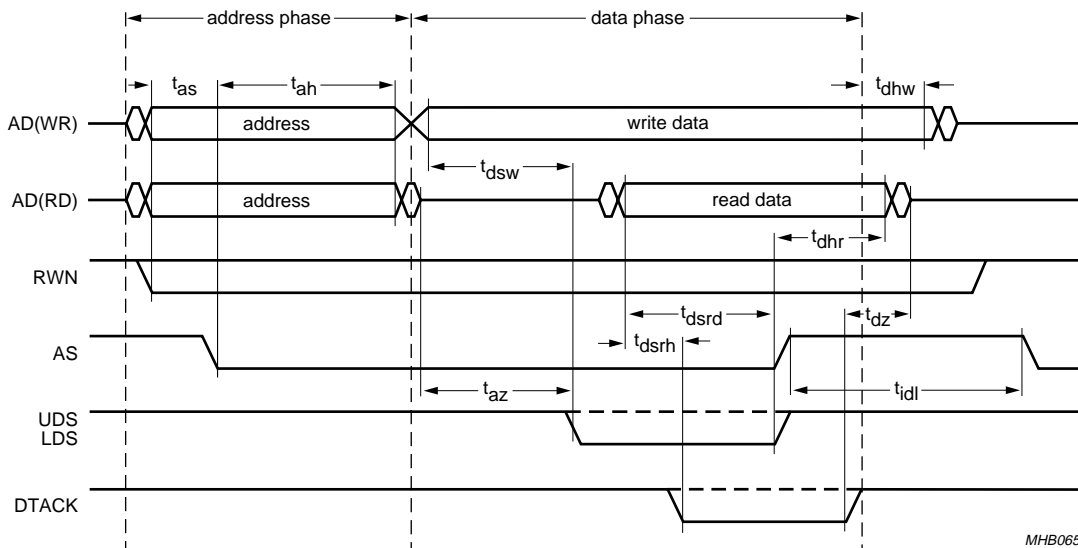 address phase
data phase
tas
tah
tdhw
AD(WR)
address
write data
tdsw
AD(RD)
address
read data
tdhr
RWN
tdsrd
tdz
tdsrh
AS
taz
tidl
UDS
LDS
DTACK
MHB065